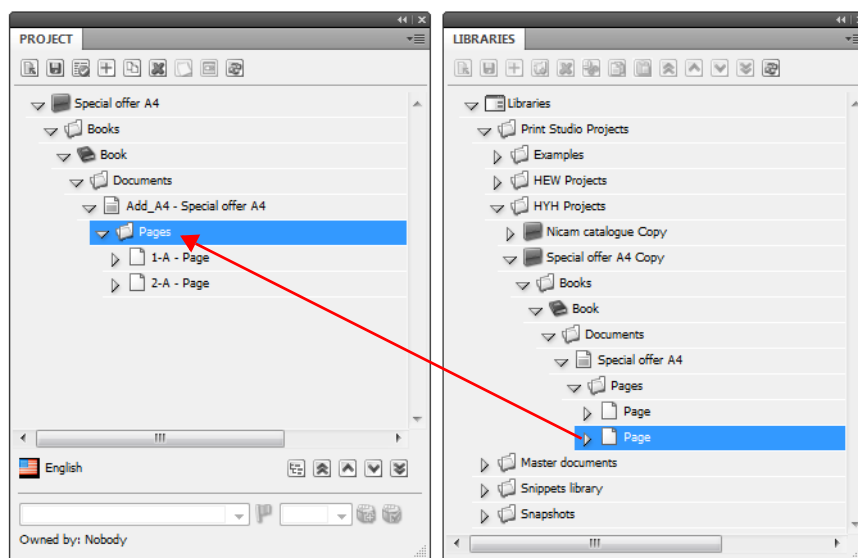 PROJECT
Special offer A4
Books
Book
Documents
Add_A4 - Special offer A4
Pages
1-A - Page
2-A - Page
English
Owned by: Nobody
LIBRARIES
Libraries
Print Studio Projects
Examples
HEW Projects
HYH Projects
Nicam catalogue Copy
Special offer A4 Copy
Books
Book
Documents
Special offer A4
Pages
Page
Page
Master documents
Snippets library
Snapshots